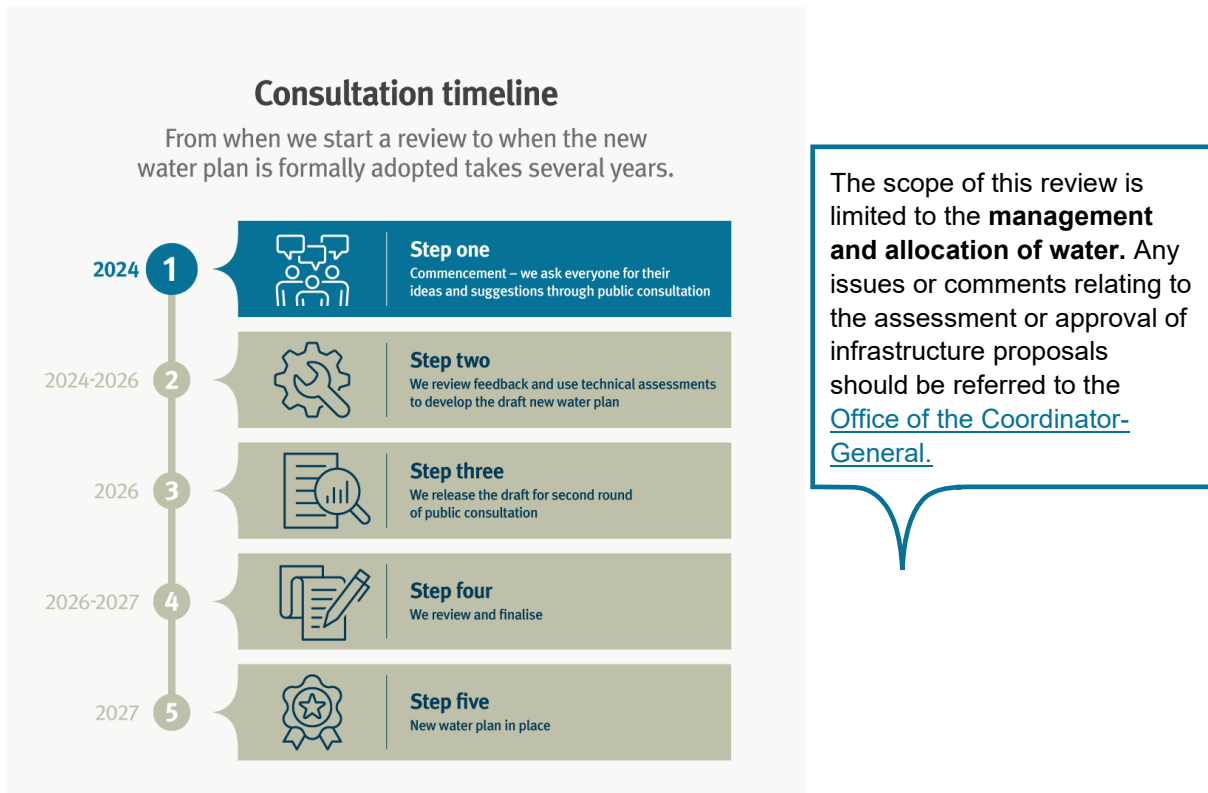 Consultation timeline
From when we start a review to when the new
water plan is formally adopted takes several years.
2024
1
Step one
Commencement – we ask everyone for their
ideas and suggestions through public consultation
2024-2026
2
Step two
We review feedback and use technical assessments
to develop the draft new water plan
2026
3
Step three
We release the draft for second round
of public consultation
2026-2027
4
Step four
We review and finalise
2027
5
Step five
New water plan in place
The scope of this review is
limited to the management
and allocation of water. Any
issues or comments relating to
the assessment or approval of
infrastructure proposals
should be referred to the
Office of the Coordinator-
General.